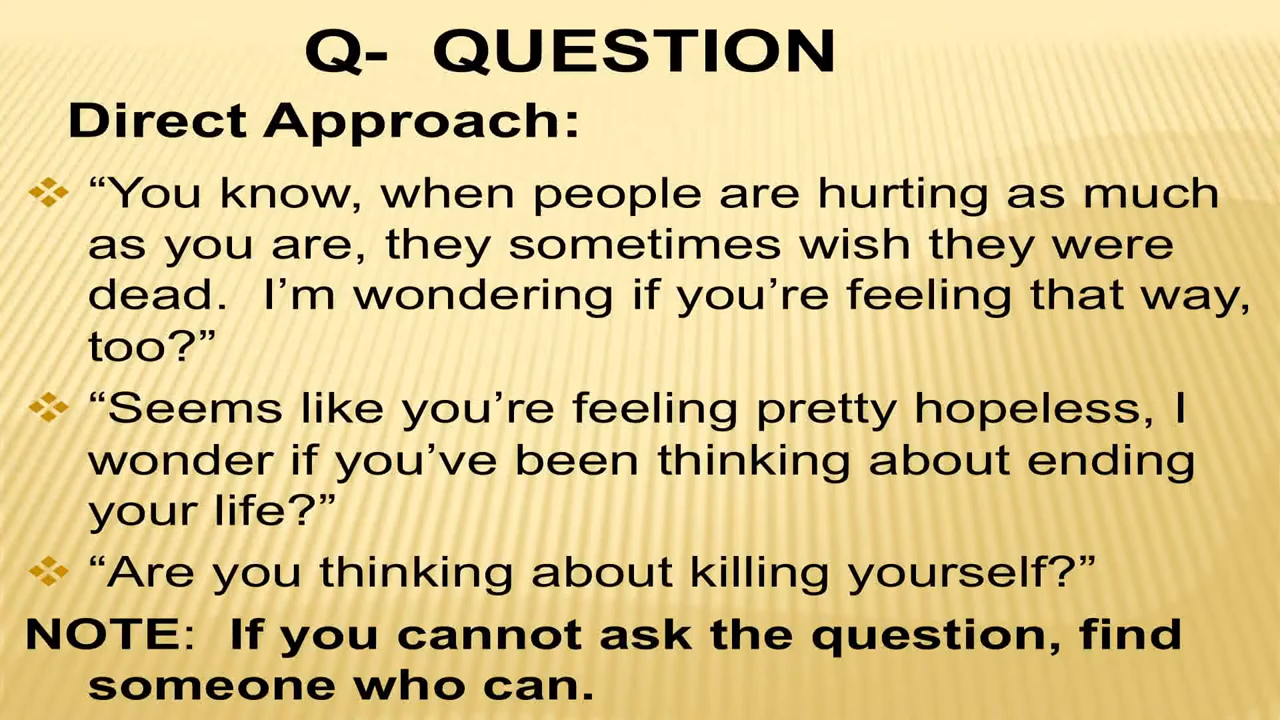 Q-  QUESTION
Direct Approach:
“You know, when people are hurting as much
as you are, they sometimes wish they were
dead.  I’m wondering if you’re feeling that way,
too?”
“Seems like you’re feeling pretty hopeless, I
wonder if you’ve been thinking about ending
your life?”
“Are you thinking about killing yourself?”
NOTE:  If you cannot ask the question, find
someone who can.